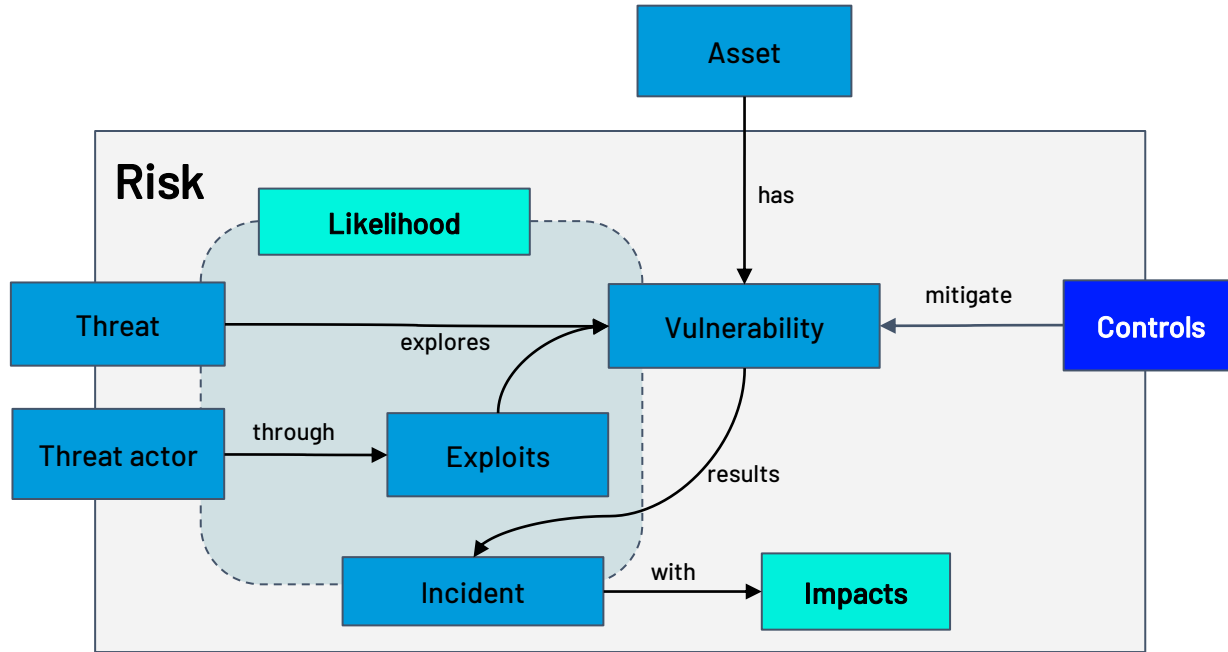 Asset
Risk
has
Likelihood
Threat
explores
Vulnerability
mitigate
Controls
Threat actor
through
Exploits
results
Incident
with
Impacts